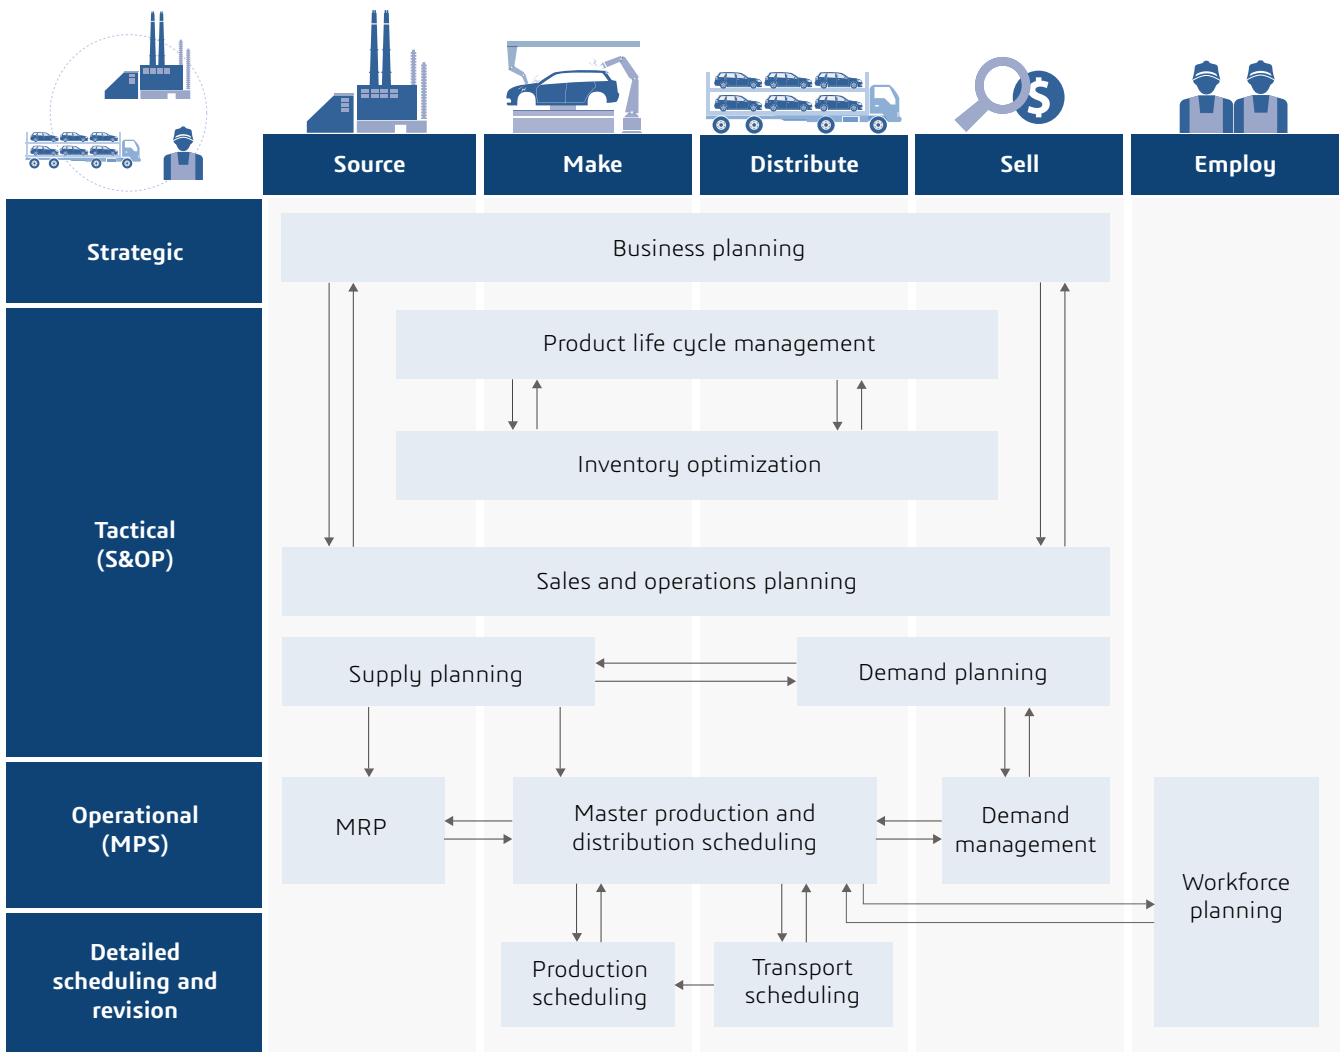 $
Source
Make
Distribute
Sell
Employ
Strategic
Business planning
Product life cycle management
Inventory optimization
Tactical
(S&OP)
Sales and operations planning
Supply planning
Demand planning
Operational
(MPS)
MRP
Master production and
distribution scheduling
Demand
management
Workforce
planning
Detailed
scheduling and
revision
Production
scheduling
Transport
scheduling